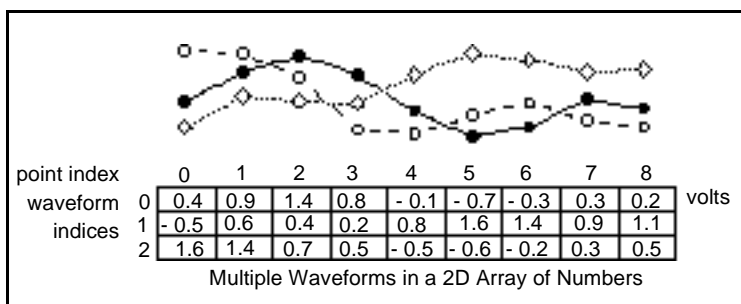 point index 0 1 2 3 4 5 6 7 8
waveform 0 0.4 0.9 1.4 0.8 - 0.1 - 0.7 - 0.3 0.3 0.2 volts
indices 1 - 0.5 0.6 0.4 0.2 0.8 1.6 1.4 0.9 1.1
2 1.6 1.4 0.7 0.5 - 0.5 - 0.6 - 0.2 0.3 0.5
Multiple Waveforms in a 2D Array of Numbers